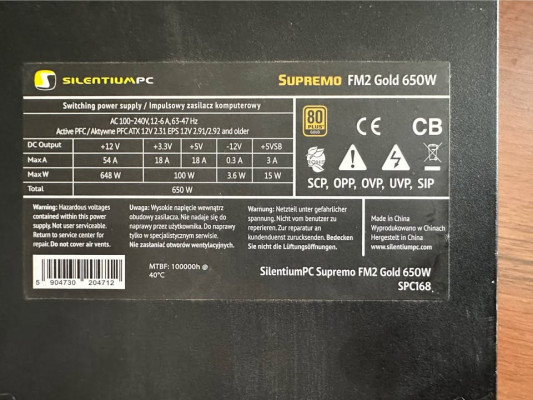 SILENTIUMPC
SUPREMO FM2 Gold 650W
Switching power supply / Impulsowy zasilacz komputerowy
AC 100~240V, 12-6 A, 63-47 Hz
Active PFC / Aktywne PFC ATX 12V 2.31 EPS 12V 2.91/2.92 and older
DC Output +12 V +3.3V +5V -12V +5VSB
Max A 54 A 18 A 18 A 0.3 A 3 A
Max W 648 W 100 W 3.6 W 15 W
Total 650 W
80 PLUS
GOLD
CE
CB
SCP, OPP, OVP, UVP, SIP
Warning: Hazardous voltages
contained within this power
supply. Not user serviceable.
Return to service center for
repair. Do not cover air vents.
Uwaga: Wysokie napięcie wewnątrz
obudowy zasilacza. Nie nadaje się do
naprawy przez użytkownika. Do naprawy
tylko w specjalistycznym serwisie.
Nie zasłaniać otworów wentylacyjnych.
Warnung: Netzteil unter gefährlicher
spannung. Nicht vom benutzer zu
reperieren. Zur reparatur an
kundenduenst zurucksenden. Bedecken
Sie nicht die Lüftungsöffnungen.
Made in China
Wyprodukowano w Chinach
Hergesteit in China
www.silentiumpc.com
5 904730 204712
MTBF: 100000h @
40°C
SilentiumPC Supremo FM2 Gold 650W
SPC168